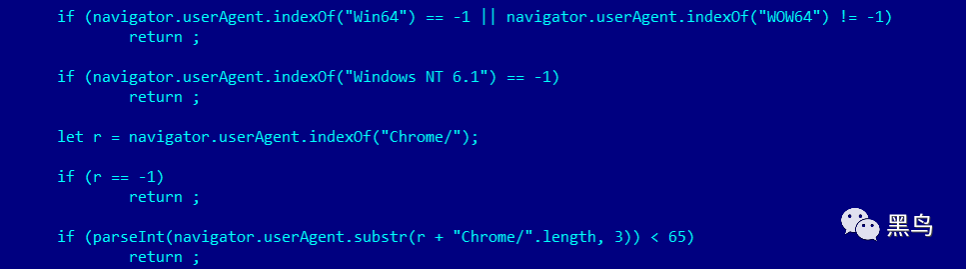 if (navigator.userAgent.indexOf("Win64") == -1 || navigator.userAgent.indexOf("WOW64") != -1)
return ;
if (navigator.userAgent.indexOf("Windows NT 6.1") == -1)
return ;
let r = navigator.userAgent.indexOf("Chrome/");
if (r == -1)
return ;
if (parseInt(navigator.userAgent.substr(r + "Chrome/".length, 3)) < 65)
return ;
黑鸟